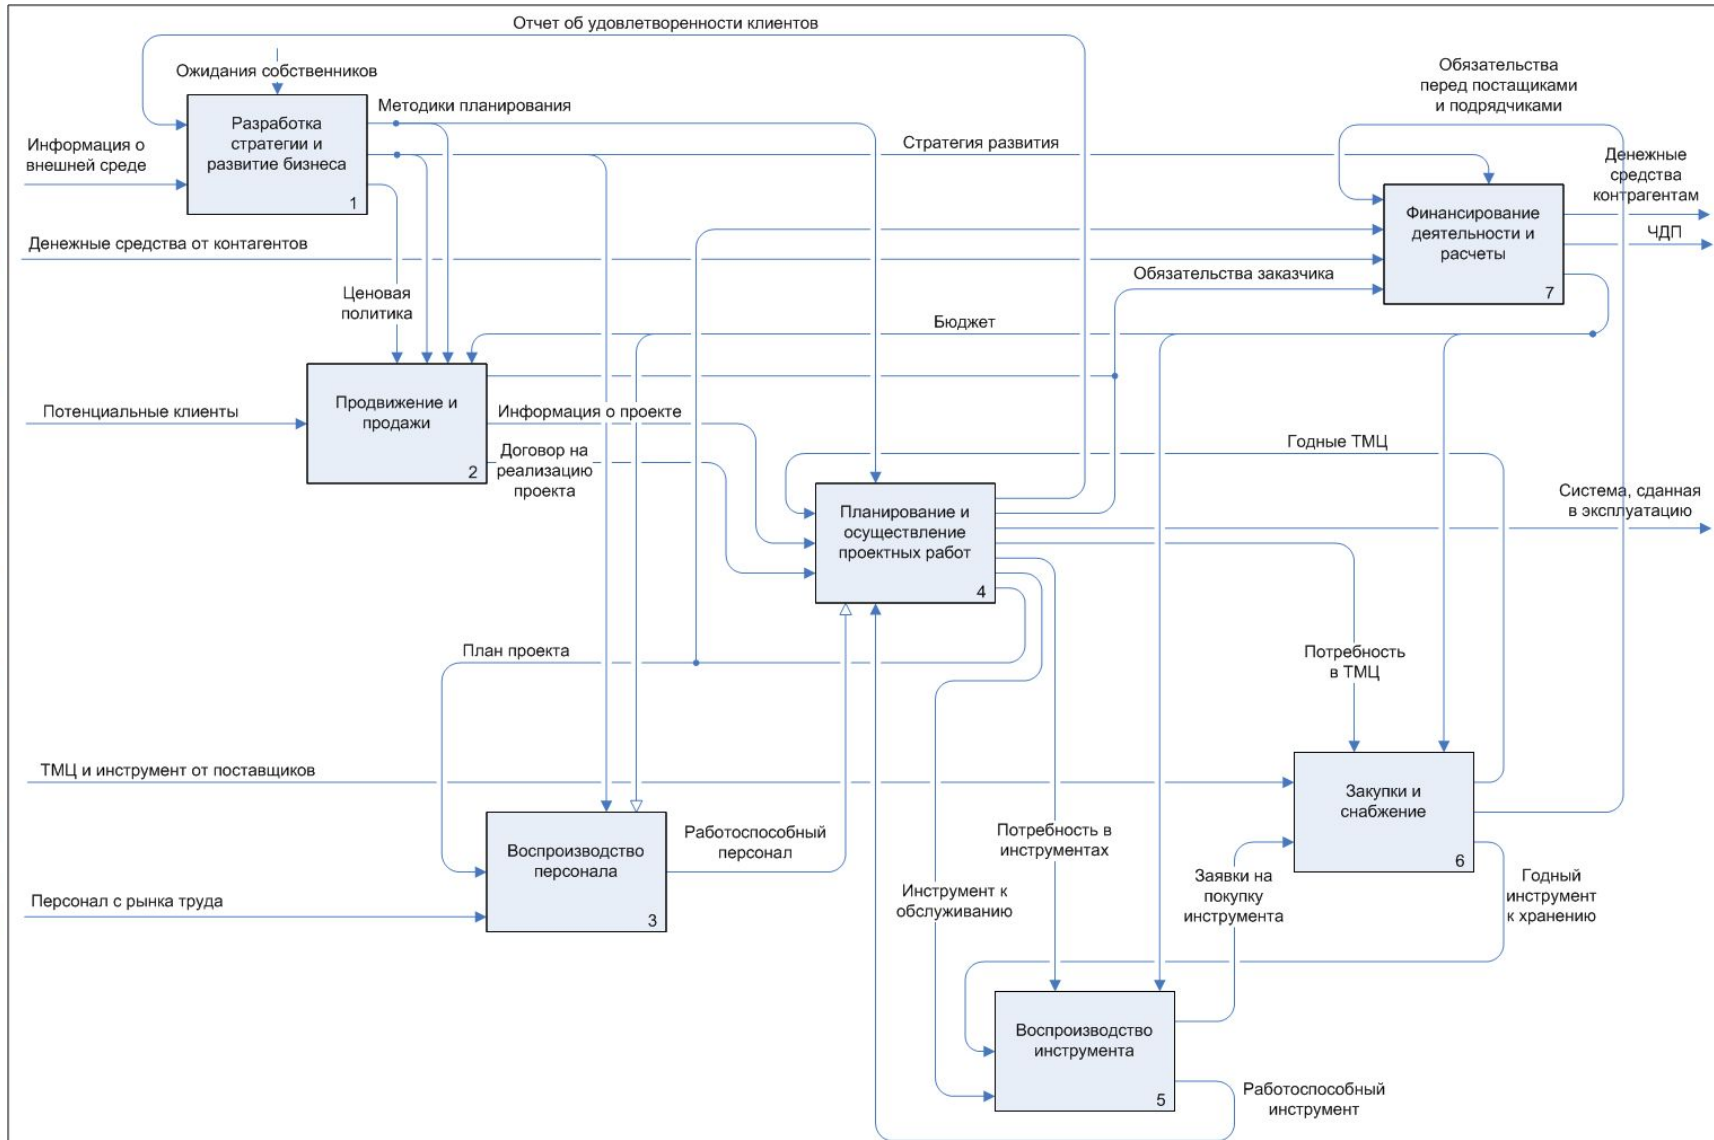 Отчет об удовлетворенности клиентов
Ожидания собственников
Методики планирования
Обязательства
перед постащиками
и подрядчиками
Разработка
стратегии и
развитие бизнеса
1
Информация о
внешней среде
Стратегия развития
Денежные
средства
контрагентам
Финансирование
деятельности и
расчеты
7
ЧДП
Денежные средства от контагентов
Обязательства заказчика
Ценовая
политика
Бюджет
Продвижение и
продажи
2
Потенциальные клиенты
Информация о проекте
Договор на
реализацию
проекта
Годные ТМЦ
Система, сданная
в эксплуатацию
Планирование и
осуществление
проектных работ
4
План проекта
Потребность
в ТМЦ
ТМЦ и инструмент от поставщиков
Закупки и
снабжение
6
Воспроизводство
персонала
3
Работоспособный
персонал
Потребность в
инструментах
Персонал с рынка труда
Инструмент к
обслуживанию
Заявки на
покупку
инструмента
Годный
инструмент
к хранению
Воспроизводство
инструмента
5
Работоспособный
инструмент